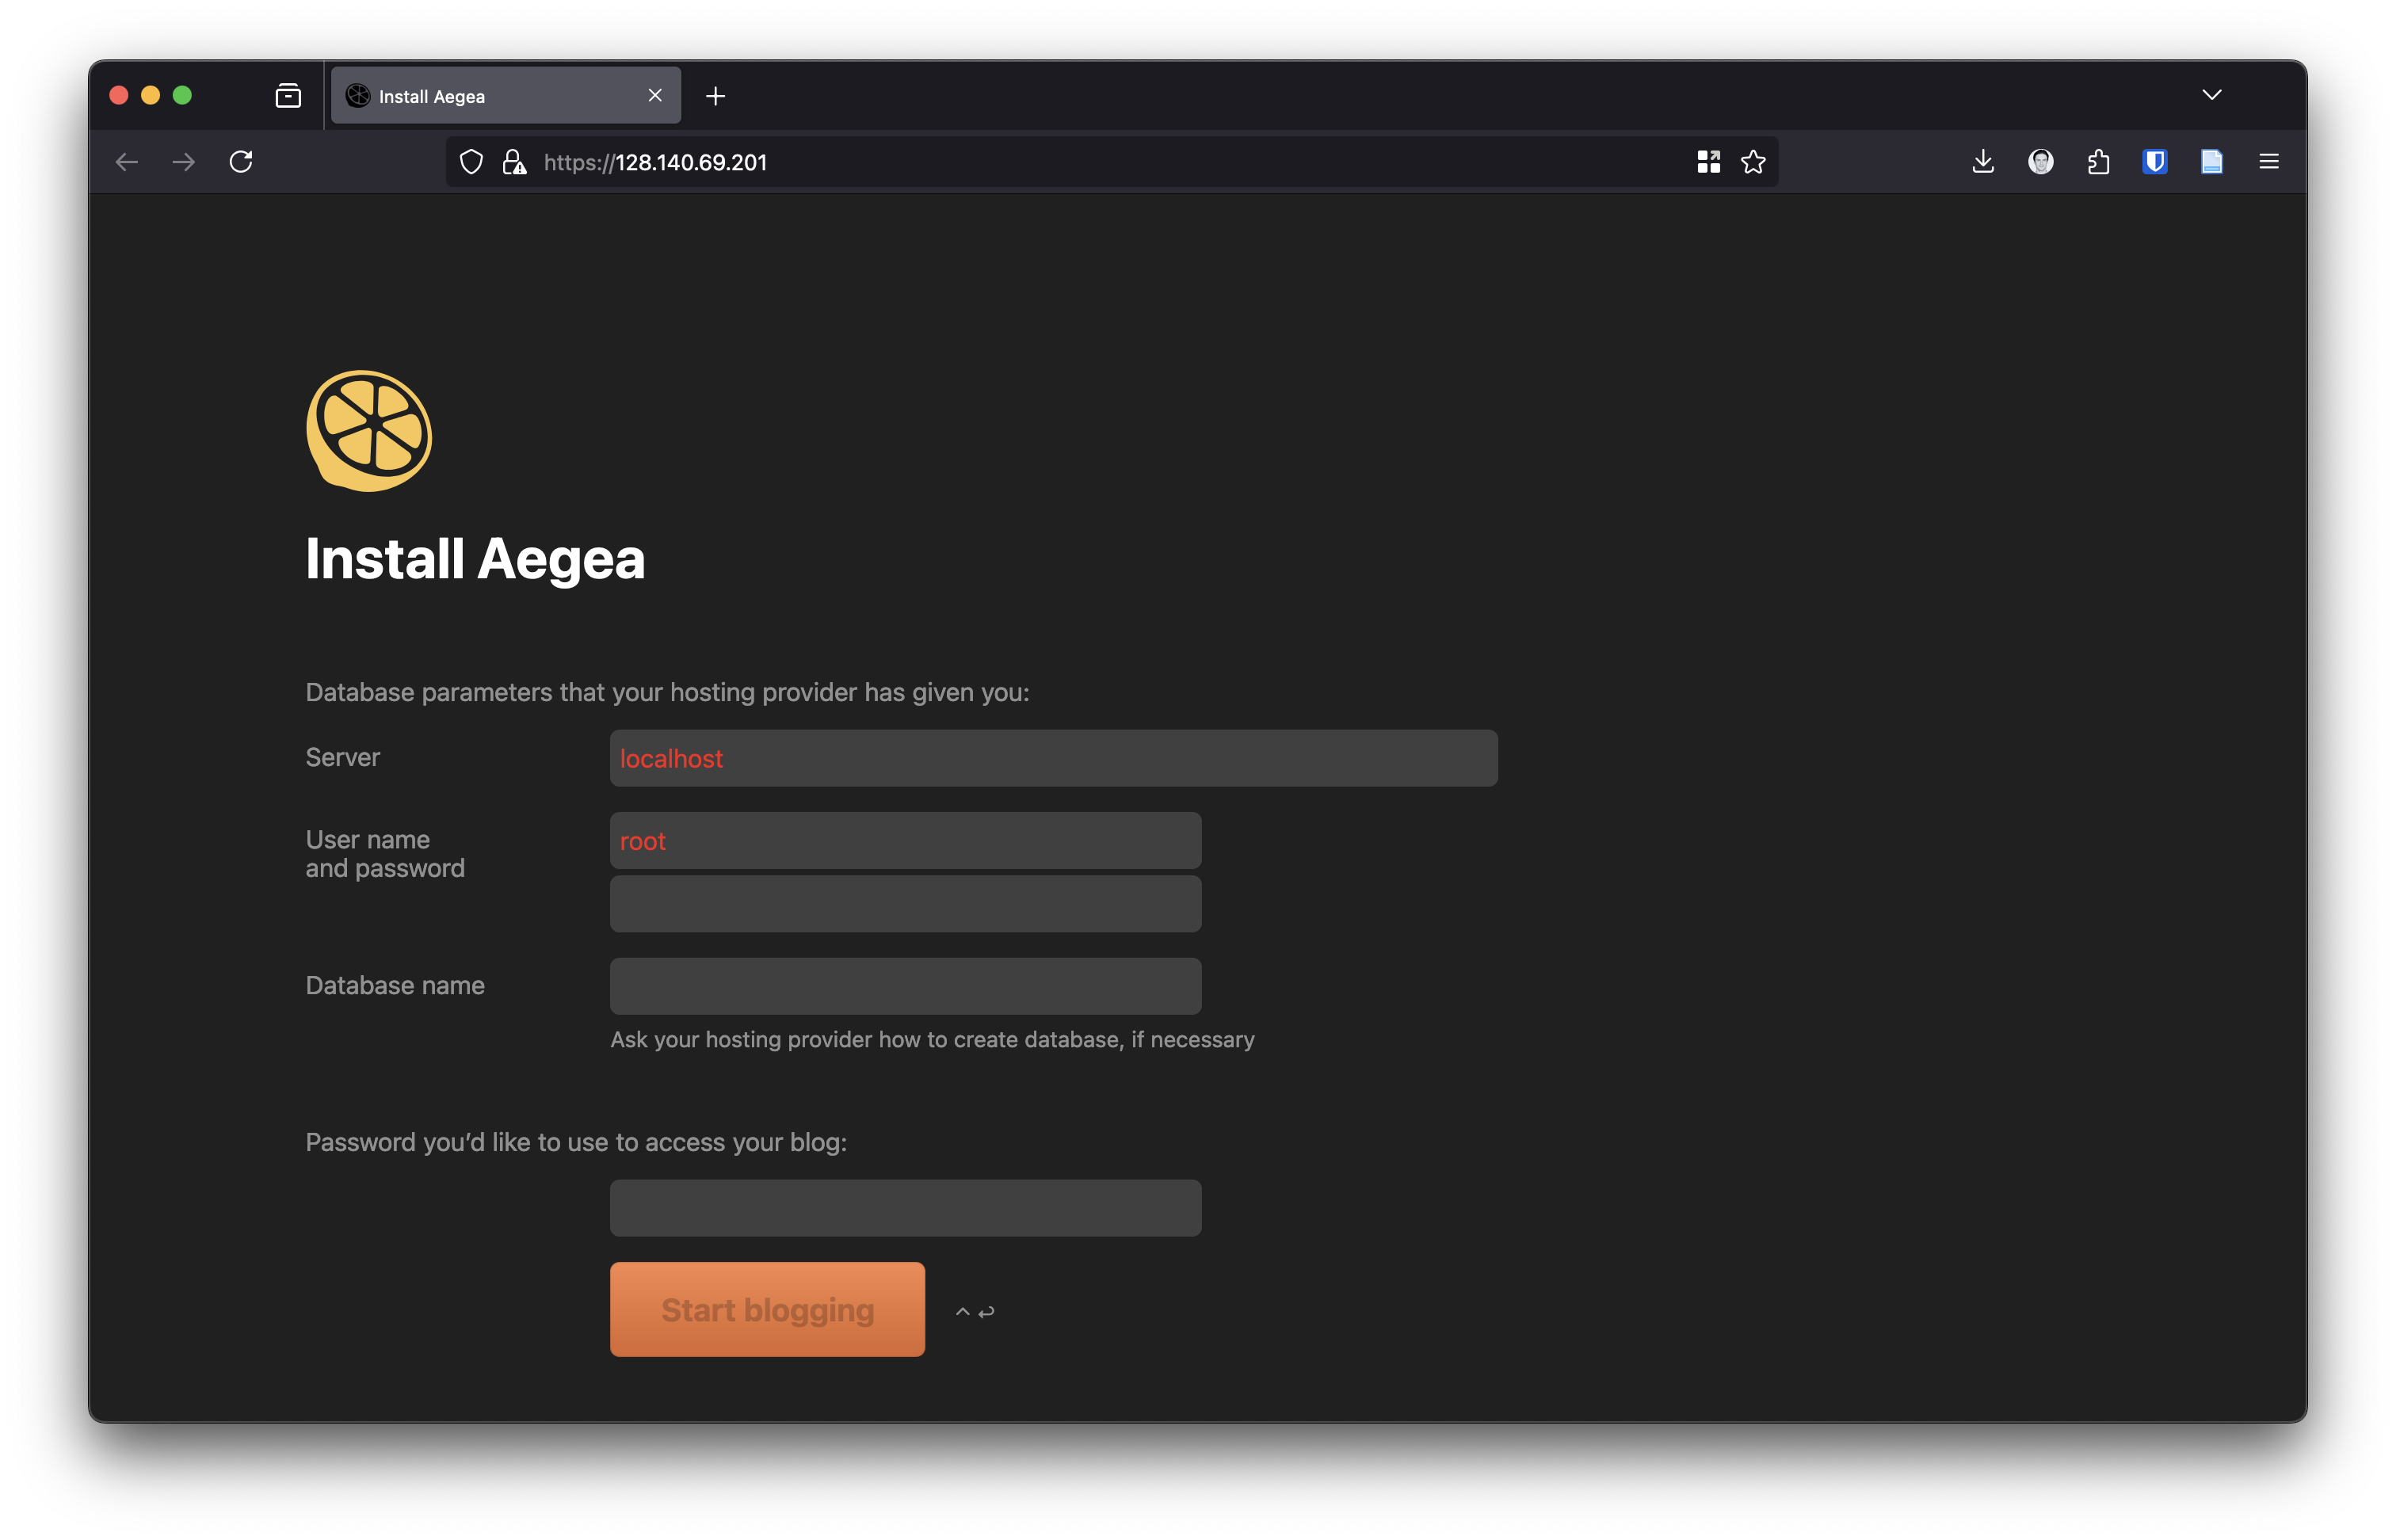 Install Aegea
https://128.140.69.201
Install Aegea
Database parameters that your hosting provider has given you:
Server
localhost
User name
and password
root
Database name
Ask your hosting provider how to create database, if necessary
Password you’d like to use to access your blog:
Start blogging